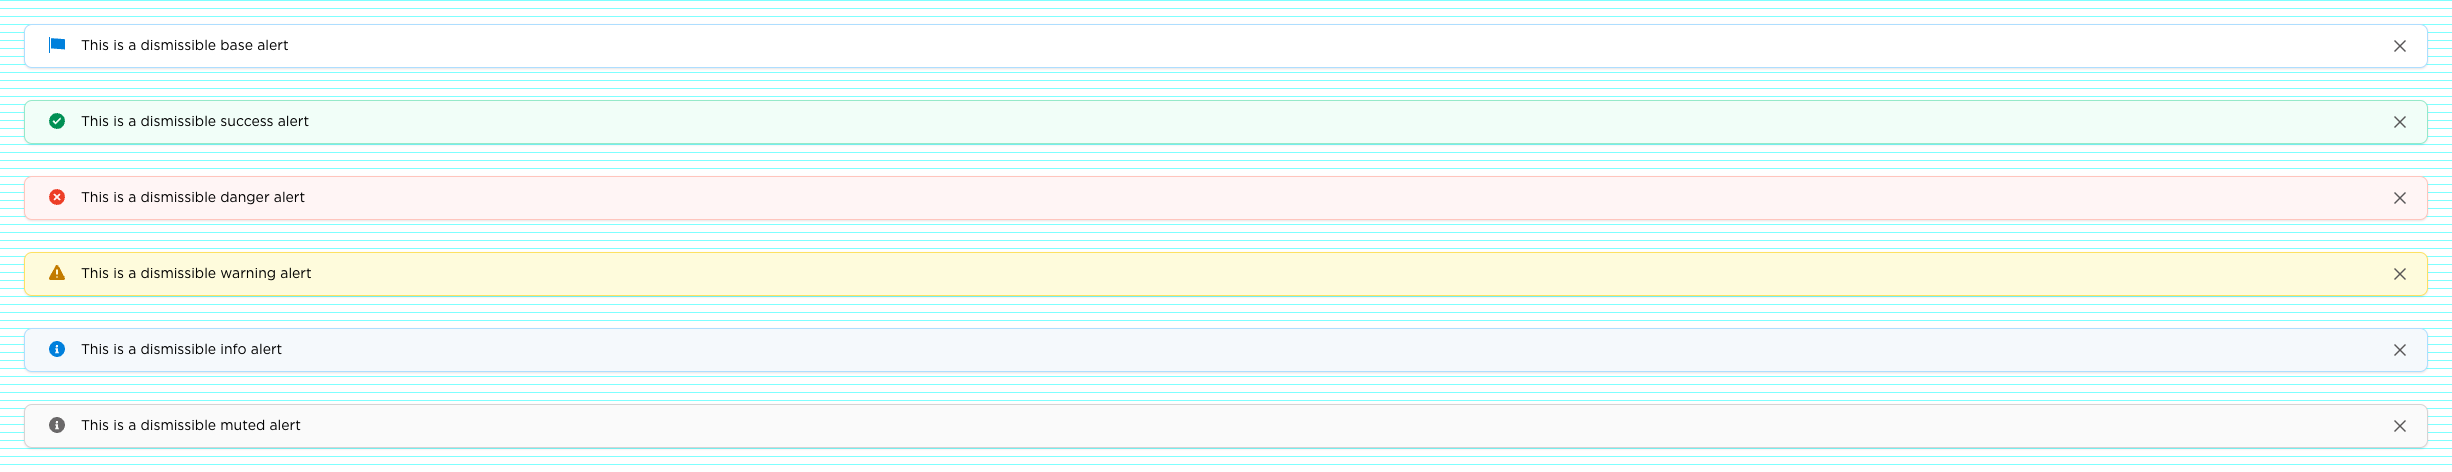 This is a dismissible base alert
This is a dismissible success alert
This is a dismissible danger alert
This is a dismissible warning alert
This is a dismissible info alert
This is a dismissible muted alert